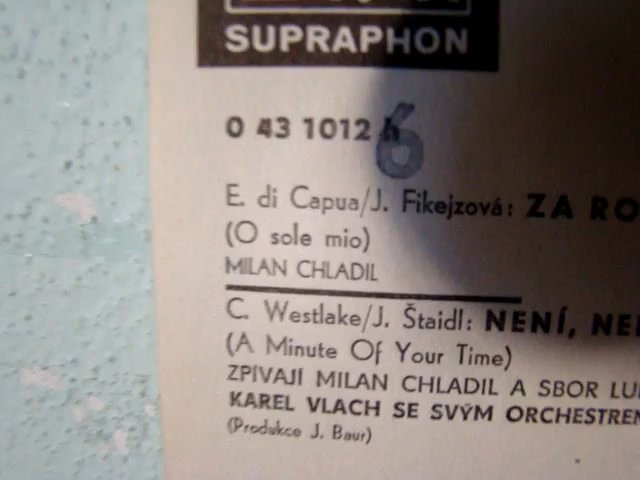 SUPRAPHON
0 43 1012 h
6
E. di Capua/J. Fikejzová: ZA RO
(O sole mio)
MILAN CHLADIL
C. Westlake/J. Štaidl: NENÍ, NE
(A Minute Of Your Time)
ZPÍVAJÍ MILAN CHLADIL A SBOR LU
KAREL VLACH SE SVÝM ORCHESTREM
(Produkce J. Baur)